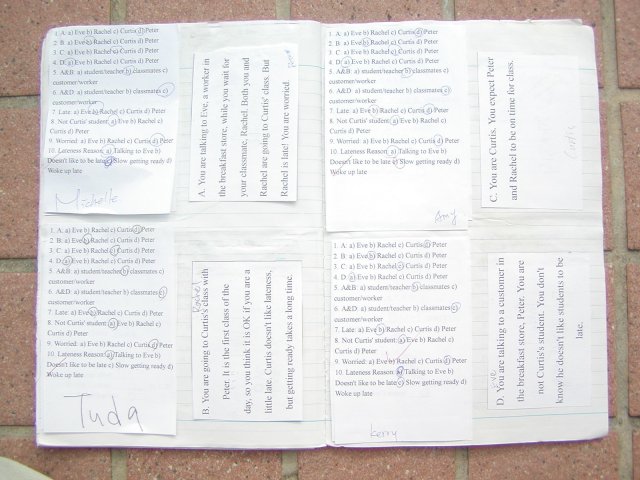 1 A: a) Eve b) Rachel c) Curtis d) Peter
2 B. a) Eve b) Rachel c) Curtis d) Peter
3 C a) Eve b) Rachel c) Curtis d) Peter
4 D: a) Eve b) Rachel c) Curtis d) Peter
5 A&B: a) student/teacher b) classmates c)
customer/worker
6. A&D a) student/teacher b) classmates c)
customer/worker
7 Late: a) Eve b) Rachel c) Curtis d) Peter
8 Not Curtis' student: a) Eve b) Rachel c)
Curtis d) Peter
9. Worried: a) Eve b) Rachel c) Curtis d) Peter
10. Lateness Reason: a) Talking to Eve b)
Doesn't like to be late c) Slow getting ready d)
Woke up late
Michelle
A. You are talking to Eve, a worker in
the breakfast store, while you wait for
your classmate, Rachel. Both you and
Rachel are going to Curtis' class. But
Rachel is late! You are worried
1 A: a) Eve b) Rachel c) Curtis d) Peter
2 B. a) Eve b) Rachel c) Curtis d) Peter
3 C a) Eve b) Rachel c) Curtis d) Peter
4 D: a) Eve b) Rachel c) Curtis d) Peter
5 A&B: a) student/teacher b) classmates c)
customer/worker
6. A&D a) student/teacher b) classmates c)
customer/worker
7 Late: a) Eve b) Rachel c) Curtis d) Peter
8 Not Curtis' student: a) Eve b) Rachel c)
Curtis d) Peter
9. Worried: a) Eve b) Rachel c) Curtis d) Peter
10. Lateness Reason: a) Talking to Eve b)
Doesn't like to be late c) Slow getting ready d)
Woke up late
Tuda
Rachel
B. You are going to Curtis's class with
Peter. It is the first class of the
day, so you think it is OK if you are a
little late. Curtis doesn't like lateness,
but getting ready takes a long time.
1 A: a) Eve b) Rachel c) Curtis d) Peter
2 B. a) Eve b) Rachel c) Curtis d) Peter
3 C a) Eve b) Rachel c) Curtis d) Peter
4 D: a) Eve b) Rachel c) Curtis d) Peter
5 A&B: a) student/teacher b) classmates c)
customer/worker
6. A&D a) student/teacher b) classmates c)
customer/worker
7 Late: a) Eve b) Rachel c) Curtis d) Peter
8 Not Curtis' student: a) Eve b) Rachel c)
Curtis d) Peter
9. Worried: a) Eve b) Rachel c) Curtis d) Peter
10. Lateness Reason: a) Talking to Eve b)
Doesn't like to be late c) Slow getting ready d)
Woke up late
Amy
C. You are Curtis. You expect Peter
and Rachel to be on time for class.
Curtis
1 A: a) Eve b) Rachel c) Curtis d) Peter
2 B. a) Eve b) Rachel c) Curtis d) Peter
3 C a) Eve b) Rachel c) Curtis d) Peter
4 D: a) Eve b) Rachel c) Curtis d) Peter
5 A&B: a) student/teacher b) classmates c)
customer/worker
6. A&D a) student/teacher b) classmates c)
customer/worker
7 Late: a) Eve b) Rachel c) Curtis d) Peter
8 Not Curtis' student: a) Eve b) Rachel c)
Curtis d) Peter
9. Worried: a) Eve b) Rachel c) Curtis d) Peter
10. Lateness Reason: a) Talking to Eve b)
Doesn't like to be late c) Slow getting ready d)
Woke up late
kerry
Eve
D. You are talking to a customer in
the breakfast store, Peter. You are
not Curtis's student. You don't
know he doesn't like students to be
late.